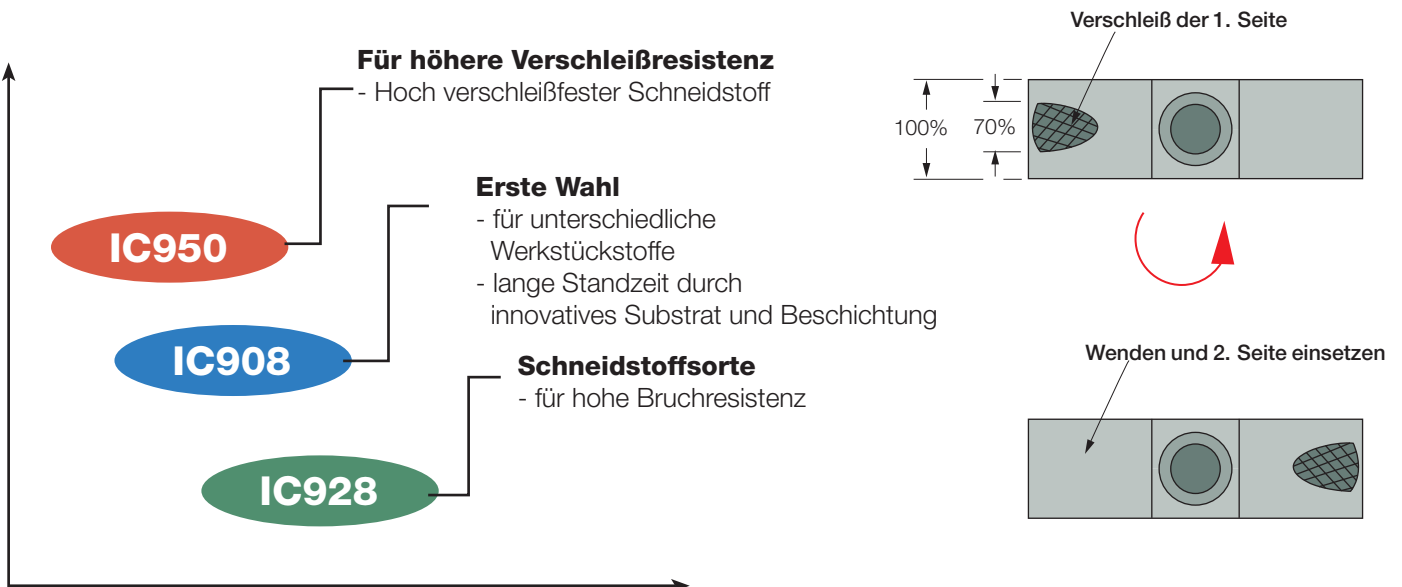 Für höhere Verschleißresistenz
- Hoch verschleißfester Schneidstoff
IC950
Erste Wahl
- für unterschiedliche
Werkstückstoffe
- lange Standzeit durch
innovatives Substrat und Beschichtung
IC908
Schneidstoffsorte
- für hohe Bruchresistenz
IC928
Verschleiß der 1. Seite
100%
70%
Wenden und 2. Seite einsetzen